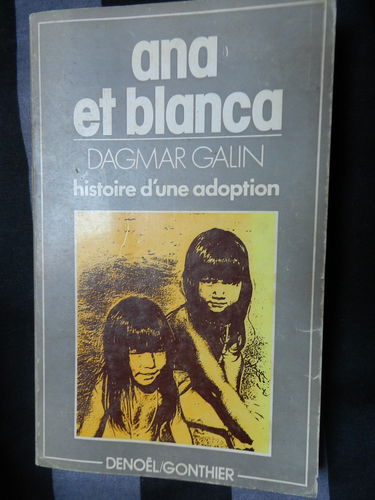 ana
et blanca
DAGMAR GALIN
histoire d'une adoption
DENOËL/GONTHIER